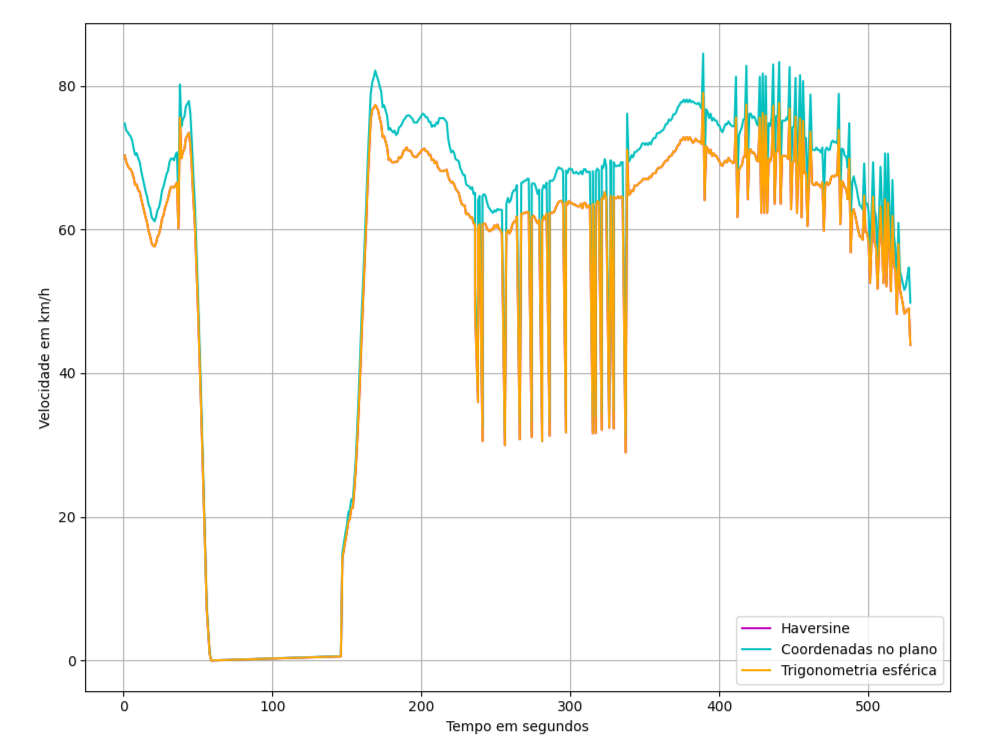 80
60
40
20
0
Velocidade em km/h
0 100 200 300 400 500
Tempo em segundos
Haversine
Coordenadas no plano
Trigonometria esférica